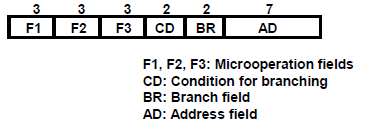 3 3 3 2 2 7
F1 F2 F3 CD BR AD
F1, F2, F3: Microoperation fields
CD: Condition for branching
BR: Branch field
AD: Address field